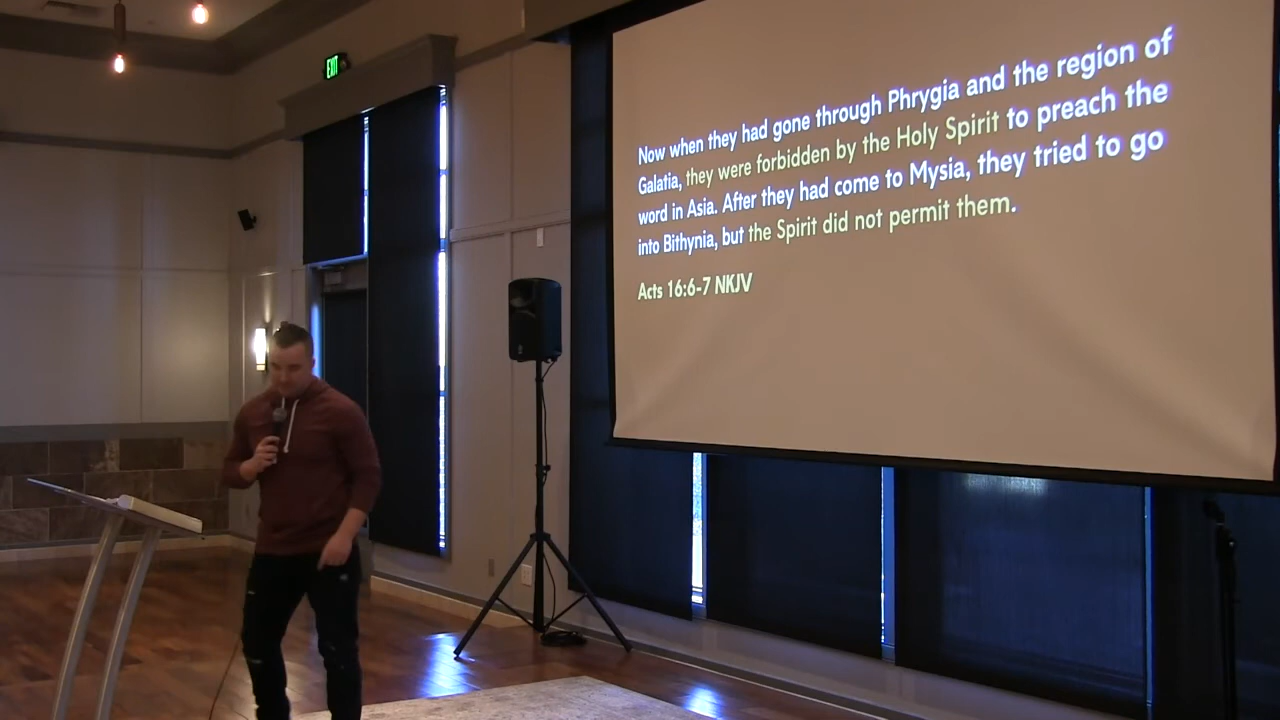 EXIT
Now when they had gone through Phrygia and the region of
Galatia, they were forbidden by the Holy Spirit to preach the
word in Asia. After they had come to Mysia, they tried to go
into Bithynia, but the Spirit did not permit them.
Acts 16:6-7 NKJV